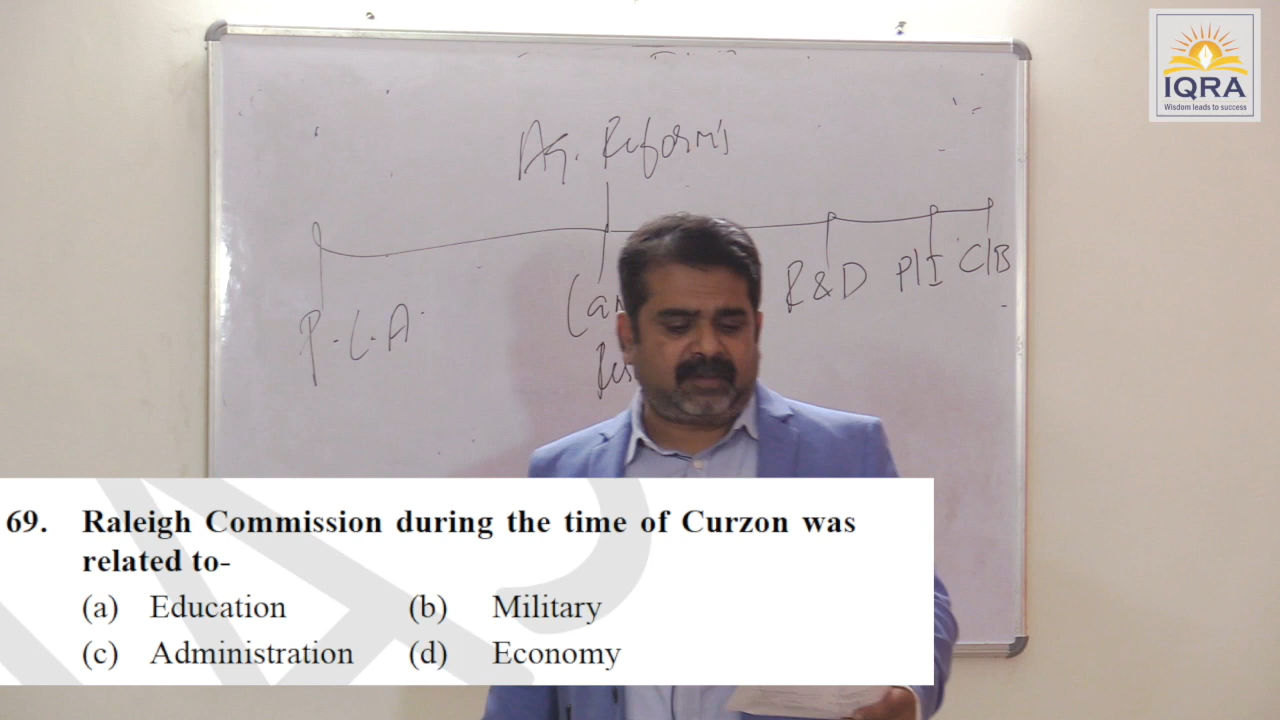 IQRA
Wisdom leads to success
Ag. Reforms
R&D P/I C/B
P.L.A.
69. Raleigh Commission during the time of Curzon was
related to-
(a) Education (b) Military
(c) Administration (d) Economy